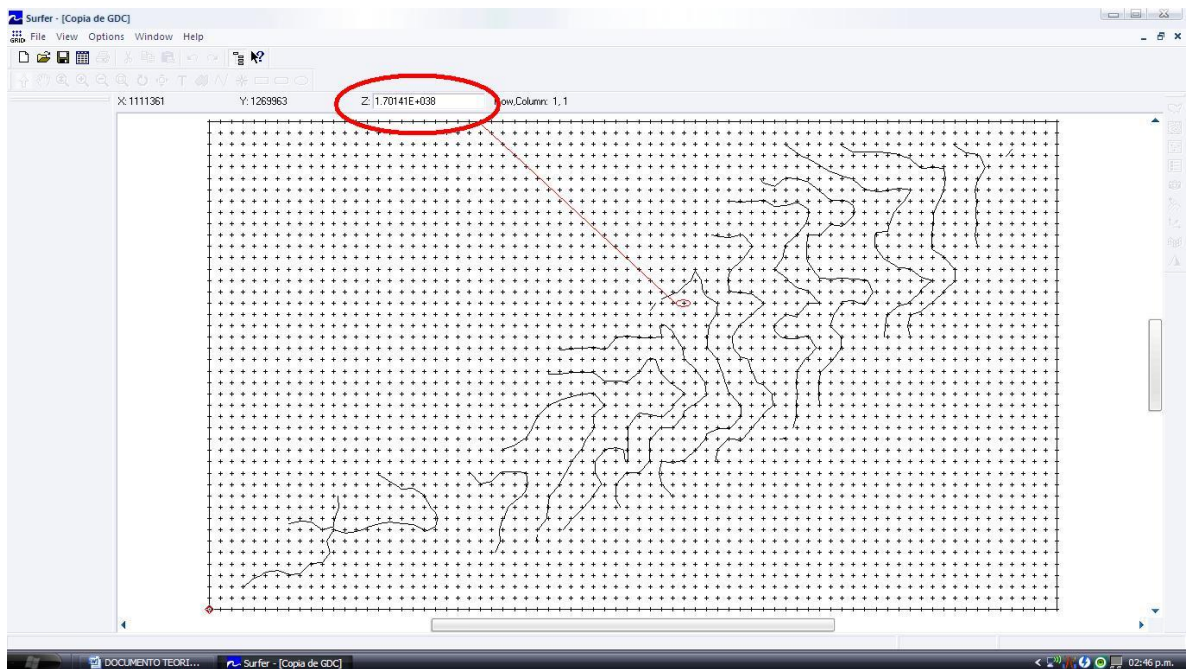 Surfer - [Copia de GDC]
GRID File View Options Window Help
X: 1111361 Y: 1269963 Z: 1.70141E+038 ow,Column: 1, 1
DOCUMENTO TEORI... Surfer - [Copia de GDC] 02:46 p.m.